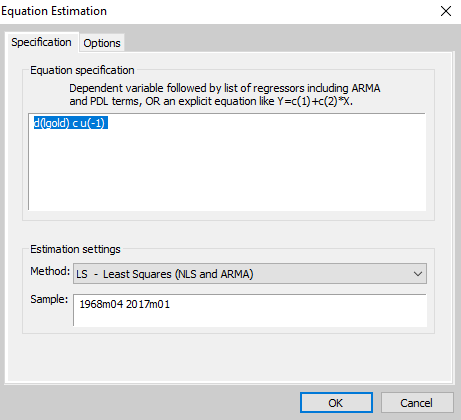 Equation Estimation
Specification
Options
Equation specification
Dependent variable followed by list of regressors including ARMA
and PDL terms, OR an explicit equation like Y=c(1)+c(2)*X.
d(lgold) c u(-1)
Estimation settings
Method: LS - Least Squares (NLS and ARMA)
Sample: 1968m04 2017m01
OK
Cancel